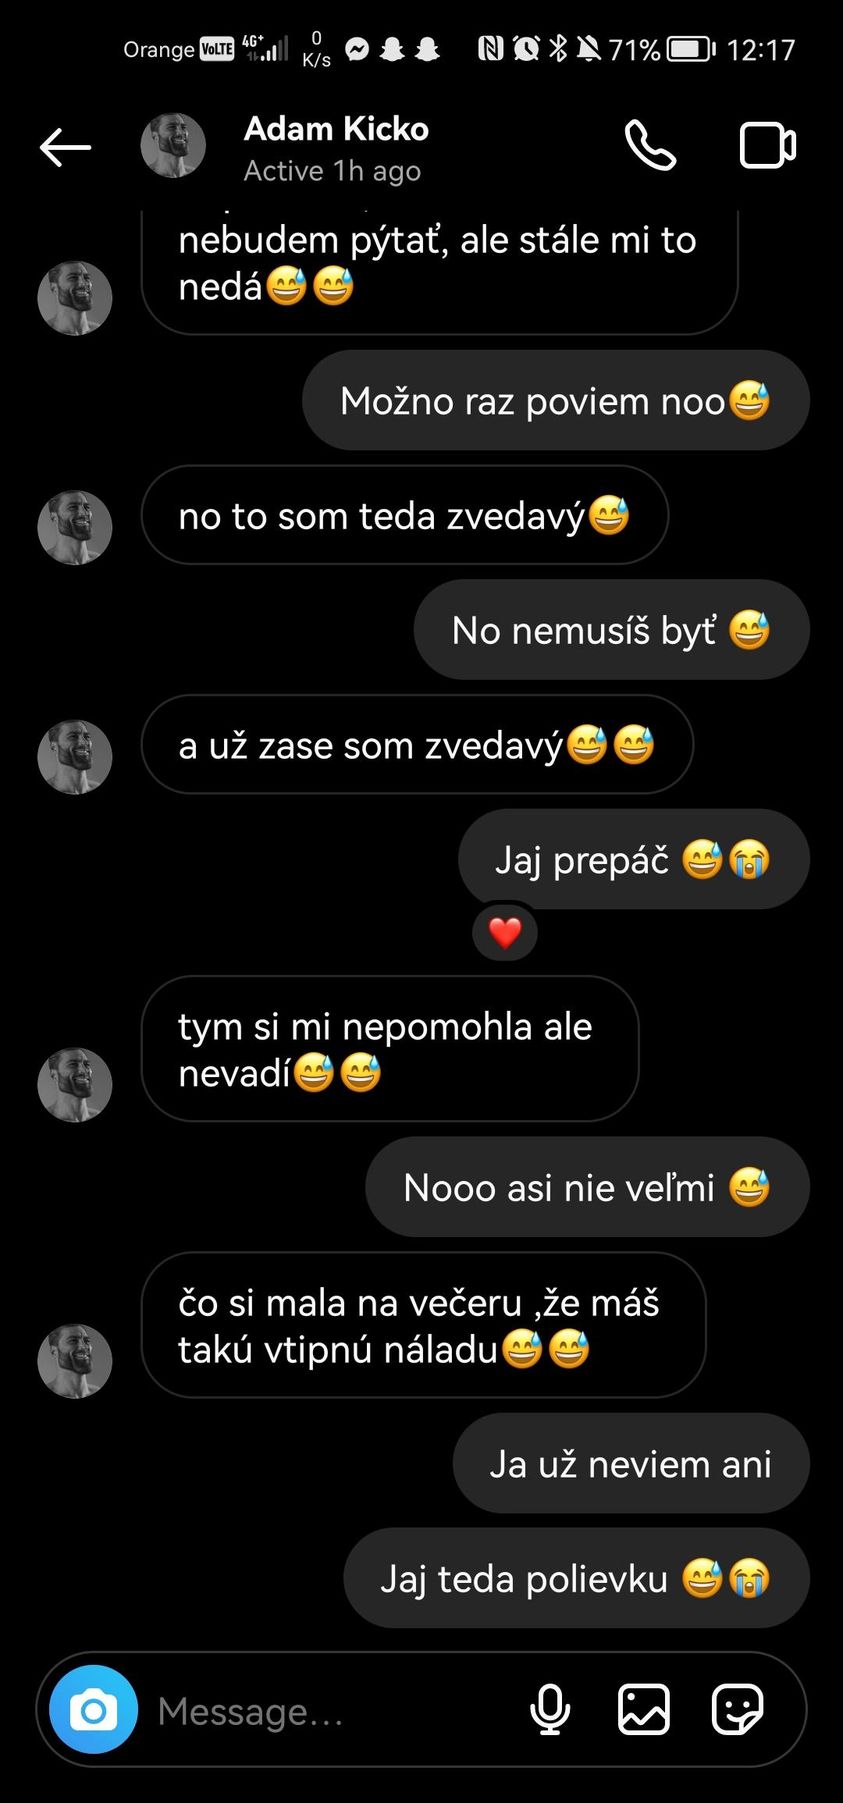 Orange VoLTE 4G+ 0 K/s 71% 12:17
Adam Kicko
Active 1h ago
nebudem pýtať, ale stále mi to
nedá😅😅
Možno raz poviem noo😅
no to som teda zvedavý😅
No nemusíš byť 😅
a už zase som zvedavý😅😅
Jaj prepáč 😅😭
❤️
tym si mi nepomohla ale
nevadí😅😅
Nooo asi nie veľmi 😅
čo si mala na večeru ,že máš
takú vtipnú náladu😅😅
Ja už neviem ani
Jaj teda polievku 😅😭
Message...